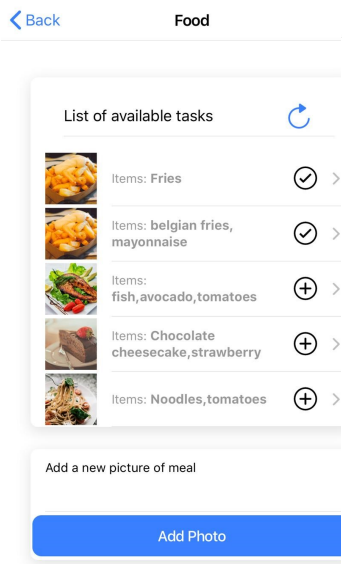 Back
Food
List of available tasks
Items: Fries
Items: belgian fries,
mayonnaise
Items:
fish,avocado,tomatoes
Items: Chocolate
cheesecake,strawberry
Items: Noodles,tomatoes
Add a new picture of meal
Add Photo